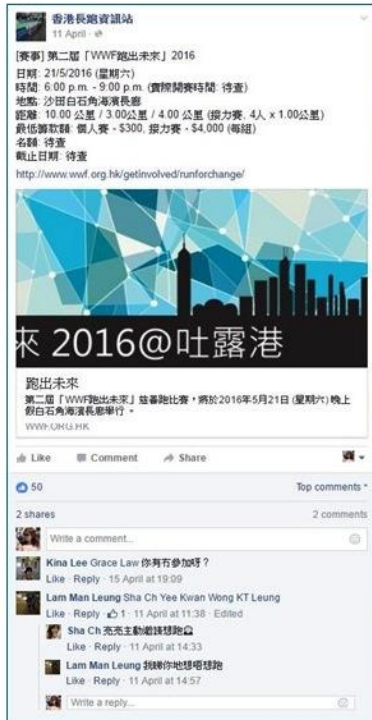 香港長跑資訊站
11 April
[賽事] 第二屆「WWF跑出未來」2016
日期: 21/5/2016 (星期六)
時間: 6:00 p.m. - 9:00 p.m. (實際開賽時間: 待查)
地點: 沙田白石角海濱長廊
距離: 10.00 公里 / 3.00公里 / 4.00 公里 (接力賽, 4人 x 1.00公里)
最低籌款額: 個人賽 - $300, 接力賽 - $4,000 (每組)
名額: 待查
截止日期: 待查
http://www.wwf.org.hk/getinvolved/runforchange/
來 2016@吐露港
跑出未來
第二屆「WWF跑出未來」慈善跑比賽，將於2016年5月21日 (星期六) 晚上
假白石角海濱長廊舉行。
WWF.ORG.HK
Like Comment Share
50 Top comments
2 shares 2 comments
Write a comment...
Kina Lee Grace Law 你有冇參加呀？
Like · Reply · 15 April at 19:09
Lam Man Leung Sha Ch Yee Kwan Wong KT Leung
Like · Reply · 1 · 11 April at 11:38 · Edited
Sha Ch 亮亮主動邀請想跑
Like · Reply · 11 April at 14:33
Lam Man Leung 我睇你地想唔想跑
Like · Reply · 11 April at 14:57
Write a reply...